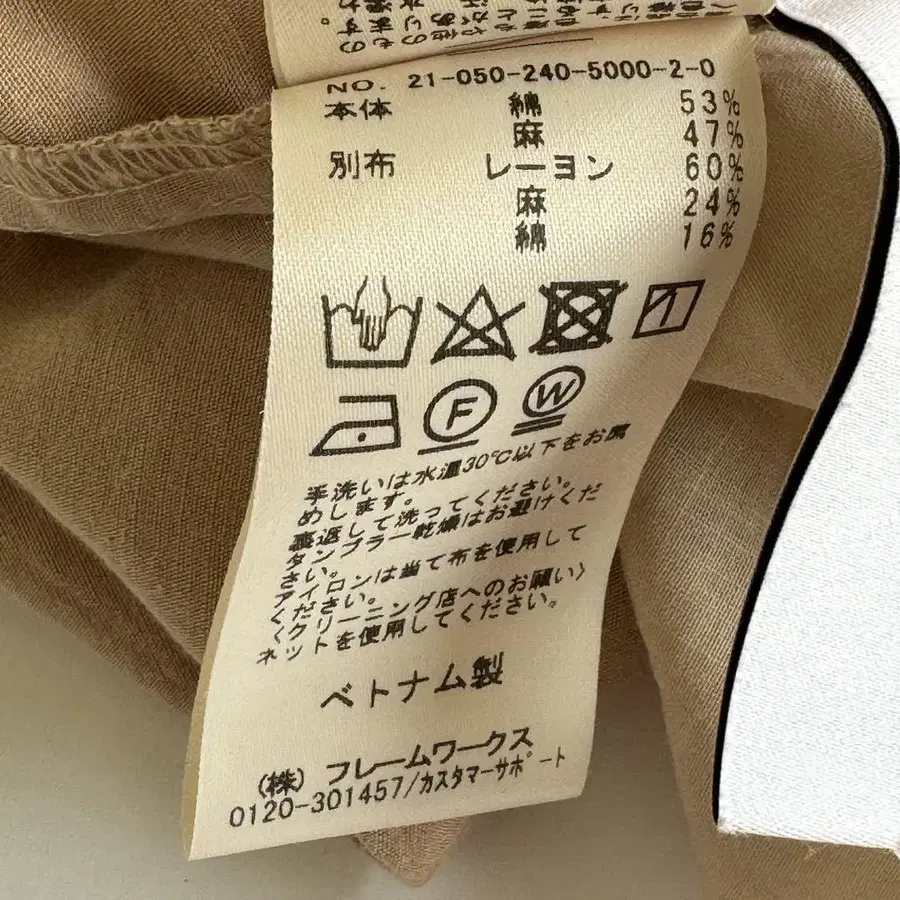 NO. 21-050-240-5000-2-0
本体 綿 53%
麻 47%
別布 レーヨン 60%
麻 24%
綿 16%
F W
手洗いは水温30℃以下をお薦
めします。
裏返して洗ってください。
タンブラー乾燥はお避けくだ
さい。
アイロンは当て布を使用して
ください。
〈クリーニング店へのお願い〉
ネットを使用してください。
ベトナム製
(株) フレームワークス
0120-301457/カスタマーサポート